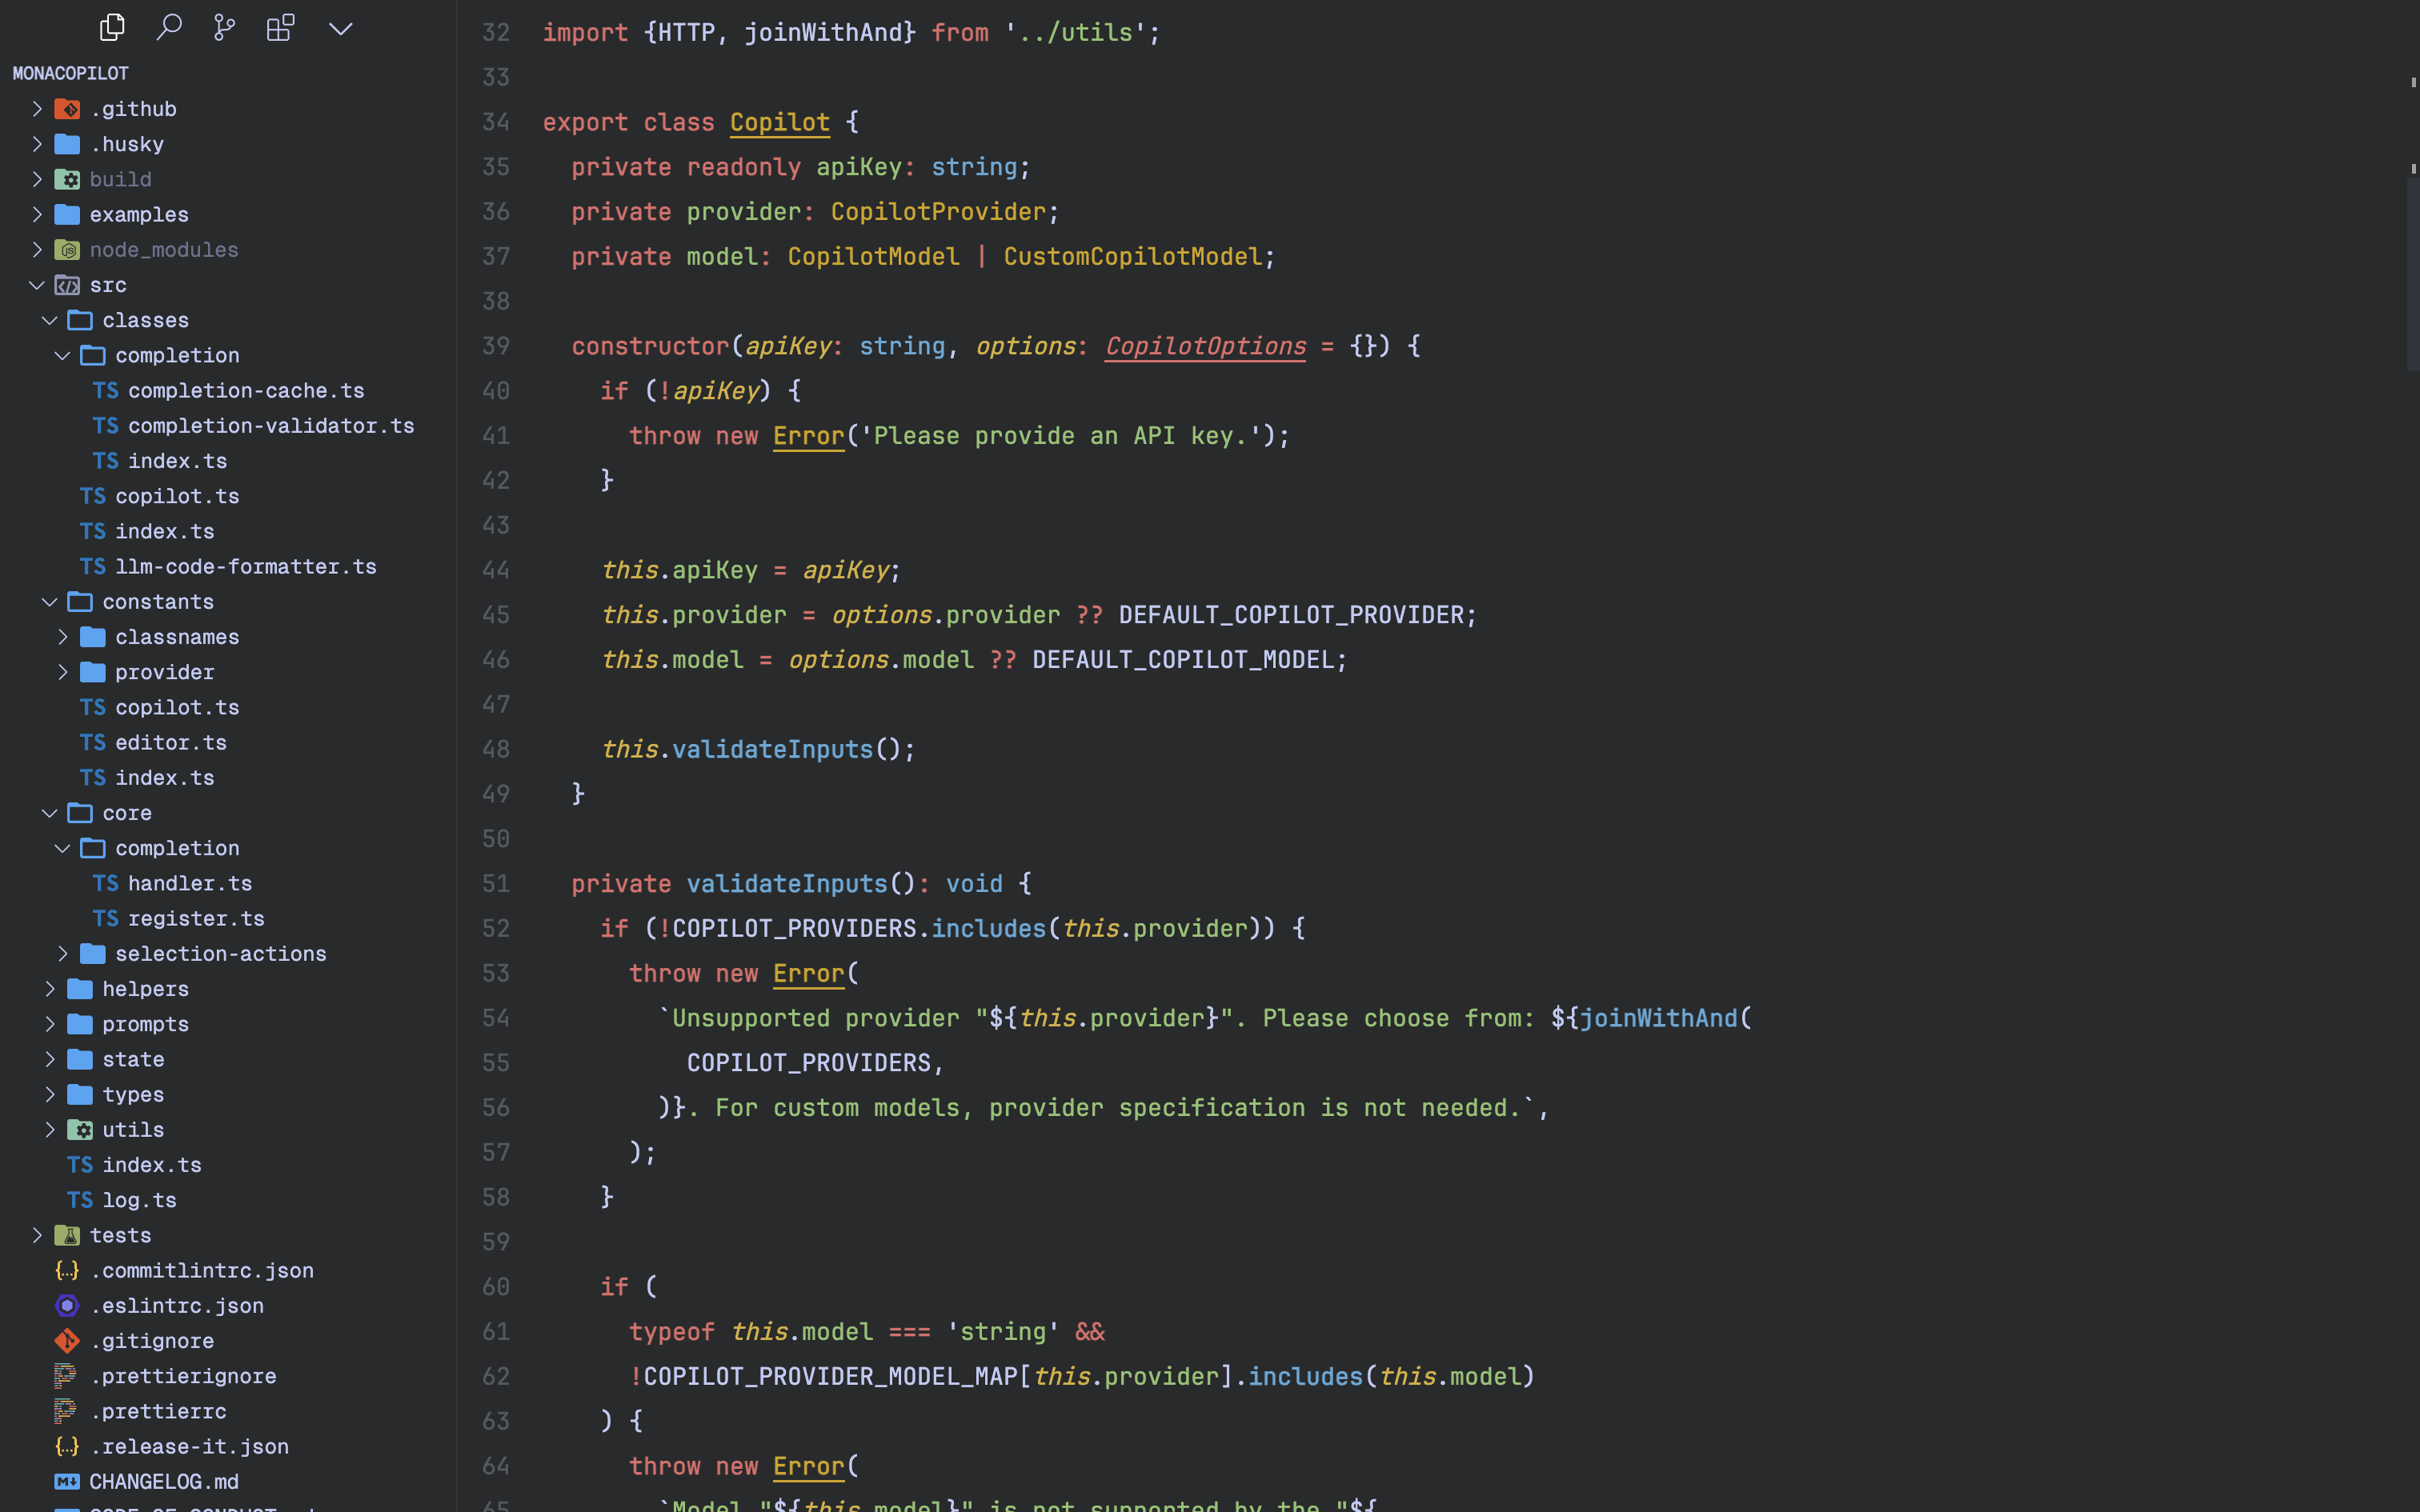 MONACOPILOT
.github
.husky
build
examples
node_modules
src
classes
completion
TS completion-cache.ts
TS completion-validator.ts
TS index.ts
TS copilot.ts
TS index.ts
TS llm-code-formatter.ts
constants
classnames
provider
TS copilot.ts
TS editor.ts
TS index.ts
core
completion
TS handler.ts
TS register.ts
selection-actions
helpers
prompts
state
types
utils
TS index.ts
TS log.ts
tests
{..} .commitlintrc.json
.eslintrc.json
.gitignore
.prettierignore
.prettierrc
{..} .release-it.json
CHANGELOG.md
32 import {HTTP, joinWithAnd} from '../utils';
33
34 export class Copilot {
35   private readonly apiKey: string;
36   private provider: CopilotProvider;
37   private model: CopilotModel | CustomCopilotModel;
38
39   constructor(apiKey: string, options: CopilotOptions = {}) {
40     if (!apiKey) {
41       throw new Error('Please provide an API key.');
42     }
43
44     this.apiKey = apiKey;
45     this.provider = options.provider ?? DEFAULT_COPILOT_PROVIDER;
46     this.model = options.model ?? DEFAULT_COPILOT_MODEL;
47
48     this.validateInputs();
49   }
50
51   private validateInputs(): void {
52     if (!COPILOT_PROVIDERS.includes(this.provider)) {
53       throw new Error(
54         `Unsupported provider "${this.provider}". Please choose from: ${joinWithAnd(
55           COPILOT_PROVIDERS,
56         )}. For custom models, provider specification is not needed.`,
57       );
58     }
59
60     if (
61       typeof this.model === 'string' &&
62       !COPILOT_PROVIDER_MODEL_MAP[this.provider].includes(this.model)
63     ) {
64       throw new Error(
65         `Model "${this.model}" is not supported by the "${